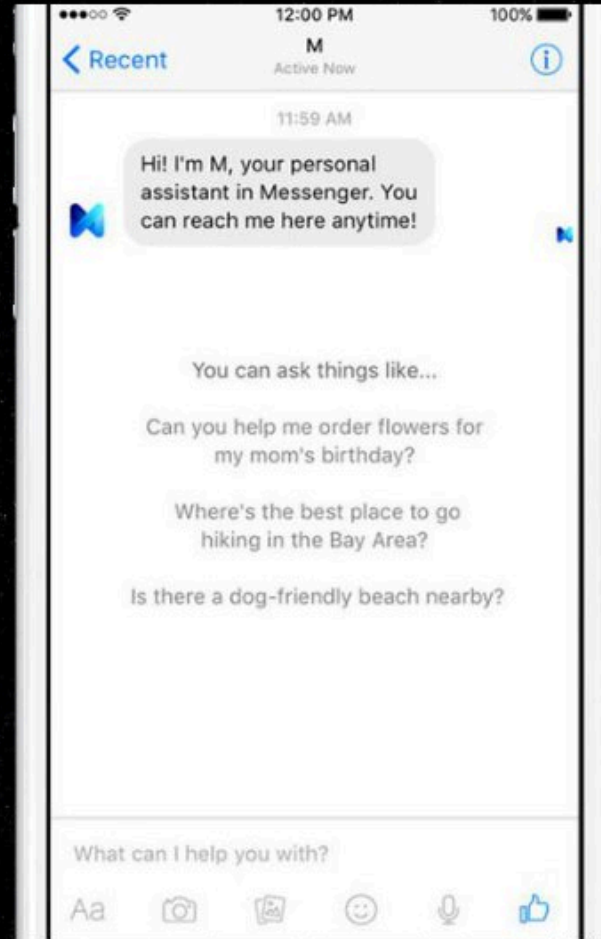 12:00 PM
100%
Recent
M
Active Now
11:59 AM
Hi! I'm M, your personal
assistant in Messenger. You
can reach me here anytime!
You can ask things like...
Can you help me order flowers for
my mom's birthday?
Where's the best place to go
hiking in the Bay Area?
Is there a dog-friendly beach nearby?
What can I help you with?
Aa